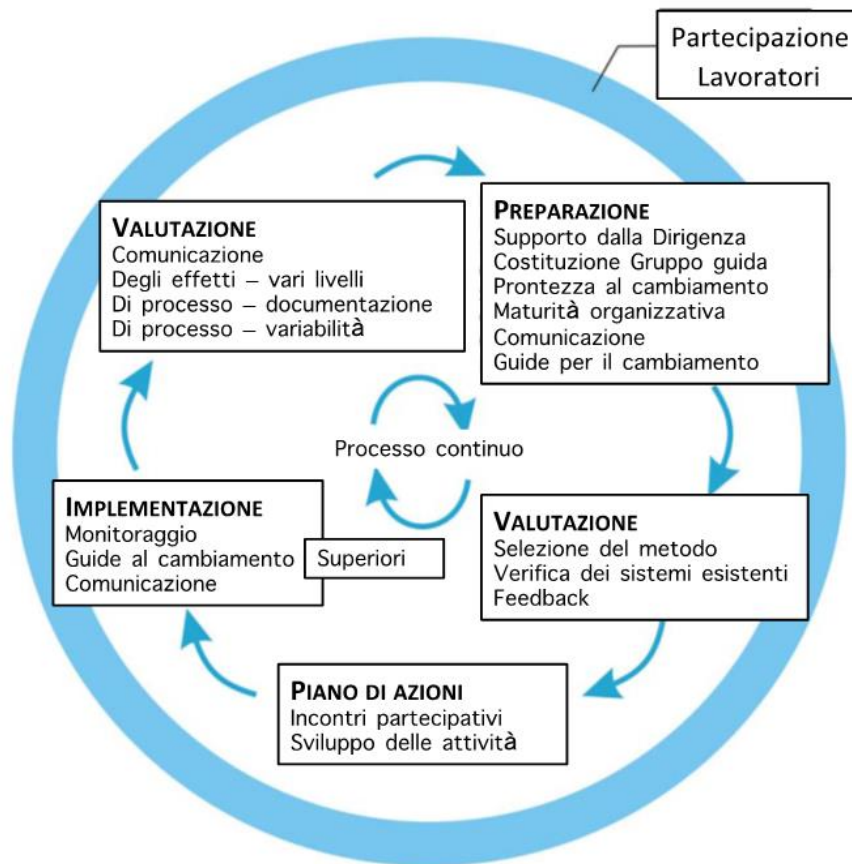 Partecipazione
Lavoratori
VALUTAZIONE
Comunicazione
Degli effetti – vari livelli
Di processo – documentazione
Di processo – variabilità
PREPARAZIONE
Supporto dalla Dirigenza
Costituzione Gruppo guida
Prontezza al cambiamento
Maturità organizzativa
Comunicazione
Guide per il cambiamento
Processo continuo
IMPLEMENTAZIONE
Monitoraggio
Guide al cambiamento
Comunicazione
Superiori
VALUTAZIONE
Selezione del metodo
Verifica dei sistemi esistenti
Feedback
PIANO DI AZIONI
Incontri partecipativi
Sviluppo delle attività